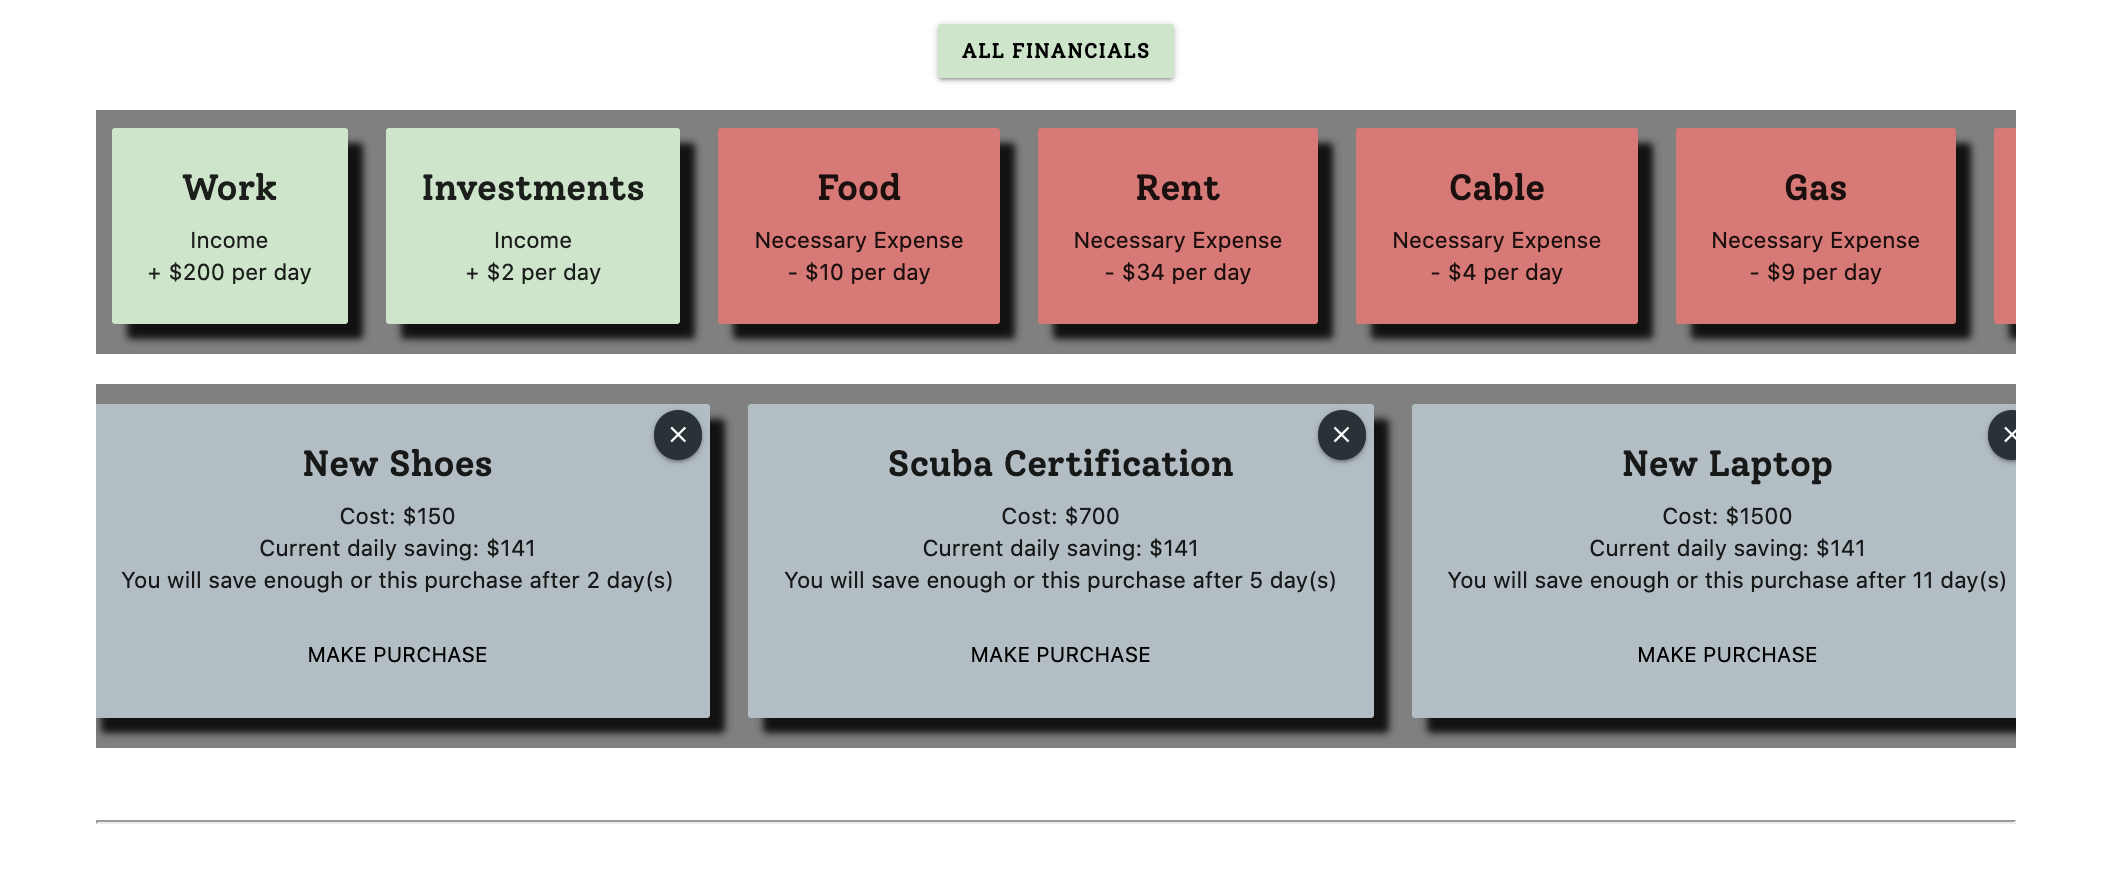 ALL FINANCIALS
Work
Income
+ $200 per day
Investments
Income
+ $2 per day
Food
Necessary Expense
- $10 per day
Rent
Necessary Expense
- $34 per day
Cable
Necessary Expense
- $4 per day
Gas
Necessary Expense
- $9 per day
New Shoes
Cost: $150
Current daily saving: $141
You will save enough or this purchase after 2 day(s)
MAKE PURCHASE
Scuba Certification
Cost: $700
Current daily saving: $141
You will save enough or this purchase after 5 day(s)
MAKE PURCHASE
New Laptop
Cost: $1500
Current daily saving: $141
You will save enough or this purchase after 11 day(s)
MAKE PURCHASE